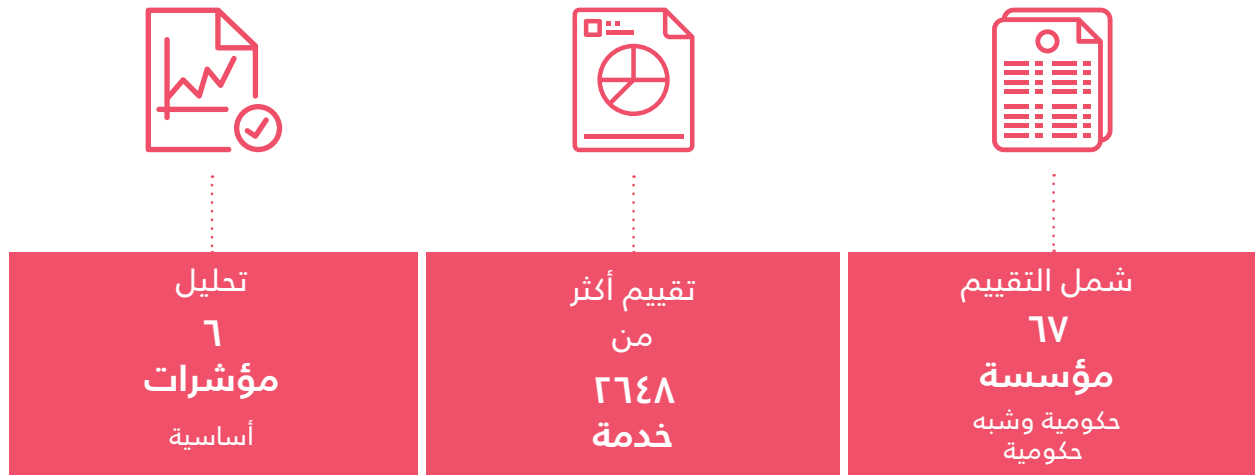 شمل التقييم
٦٧
مؤسسة
حكومية وشبه
حكومية
تقييم أكثر
من
٢٦٤٨
خدمة
تحليل
٦
مؤشرات
أساسية